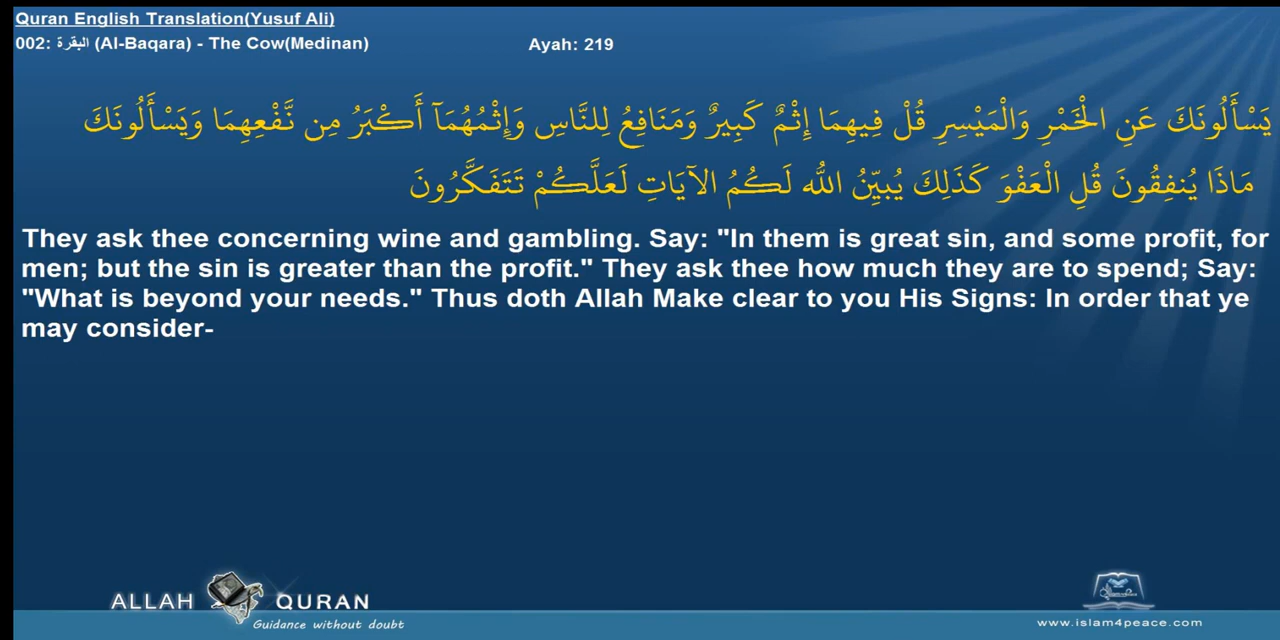 Quran English Translation(Yusuf Ali)
002: البقرة (Al-Baqara) - The Cow(Medinan)
Ayah: 219
يَسْأَلُونَكَ عَنِ الْخَمْرِ وَالْمَيْسِرِ قُلْ فِيهِمَا إِثْمٌ كَبِيرٌ وَمَنَافِعُ لِلنَّاسِ وَإِثْمُهُمَآ أَكْبَرُ مِن نَّفْعِهِمَا وَيَسْأَلُونَكَ
مَاذَا يُنفِقُونَ قُلِ الْعَفْوَ كَذَلِكَ يُبيِّنُ اللّهُ لَكُمُ الآيَاتِ لَعَلَّكُمْ تَتَفَكَّرُونَ
They ask thee concerning wine and gambling. Say: "In them is great sin, and some profit, for
men; but the sin is greater than the profit." They ask thee how much they are to spend; Say:
"What is beyond your needs." Thus doth Allah Make clear to you His Signs: In order that ye
may consider-
ALLAH QURAN
Guidance without doubt
www.islam4peace.com